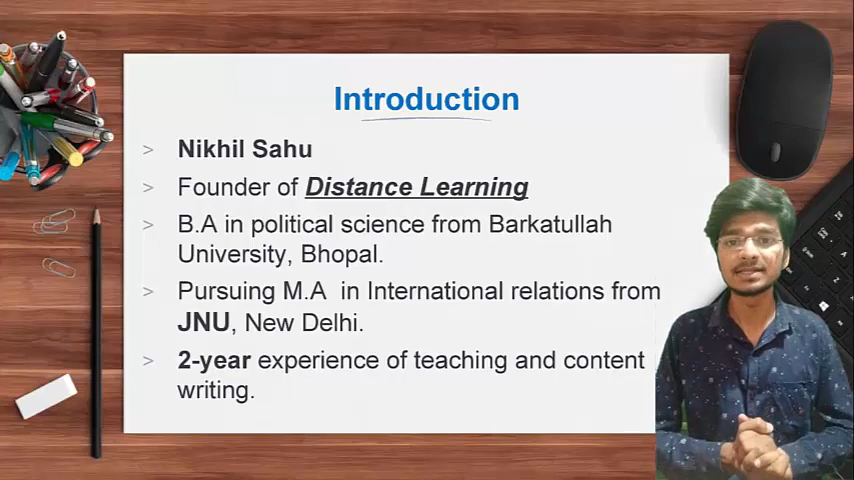 Introduction
> Nikhil Sahu
> Founder of Distance Learning
> B.A in political science from Barkatullah
University, Bhopal.
> Pursuing M.A in International relations from
JNU, New Delhi.
> 2-year experience of teaching and content
writing.